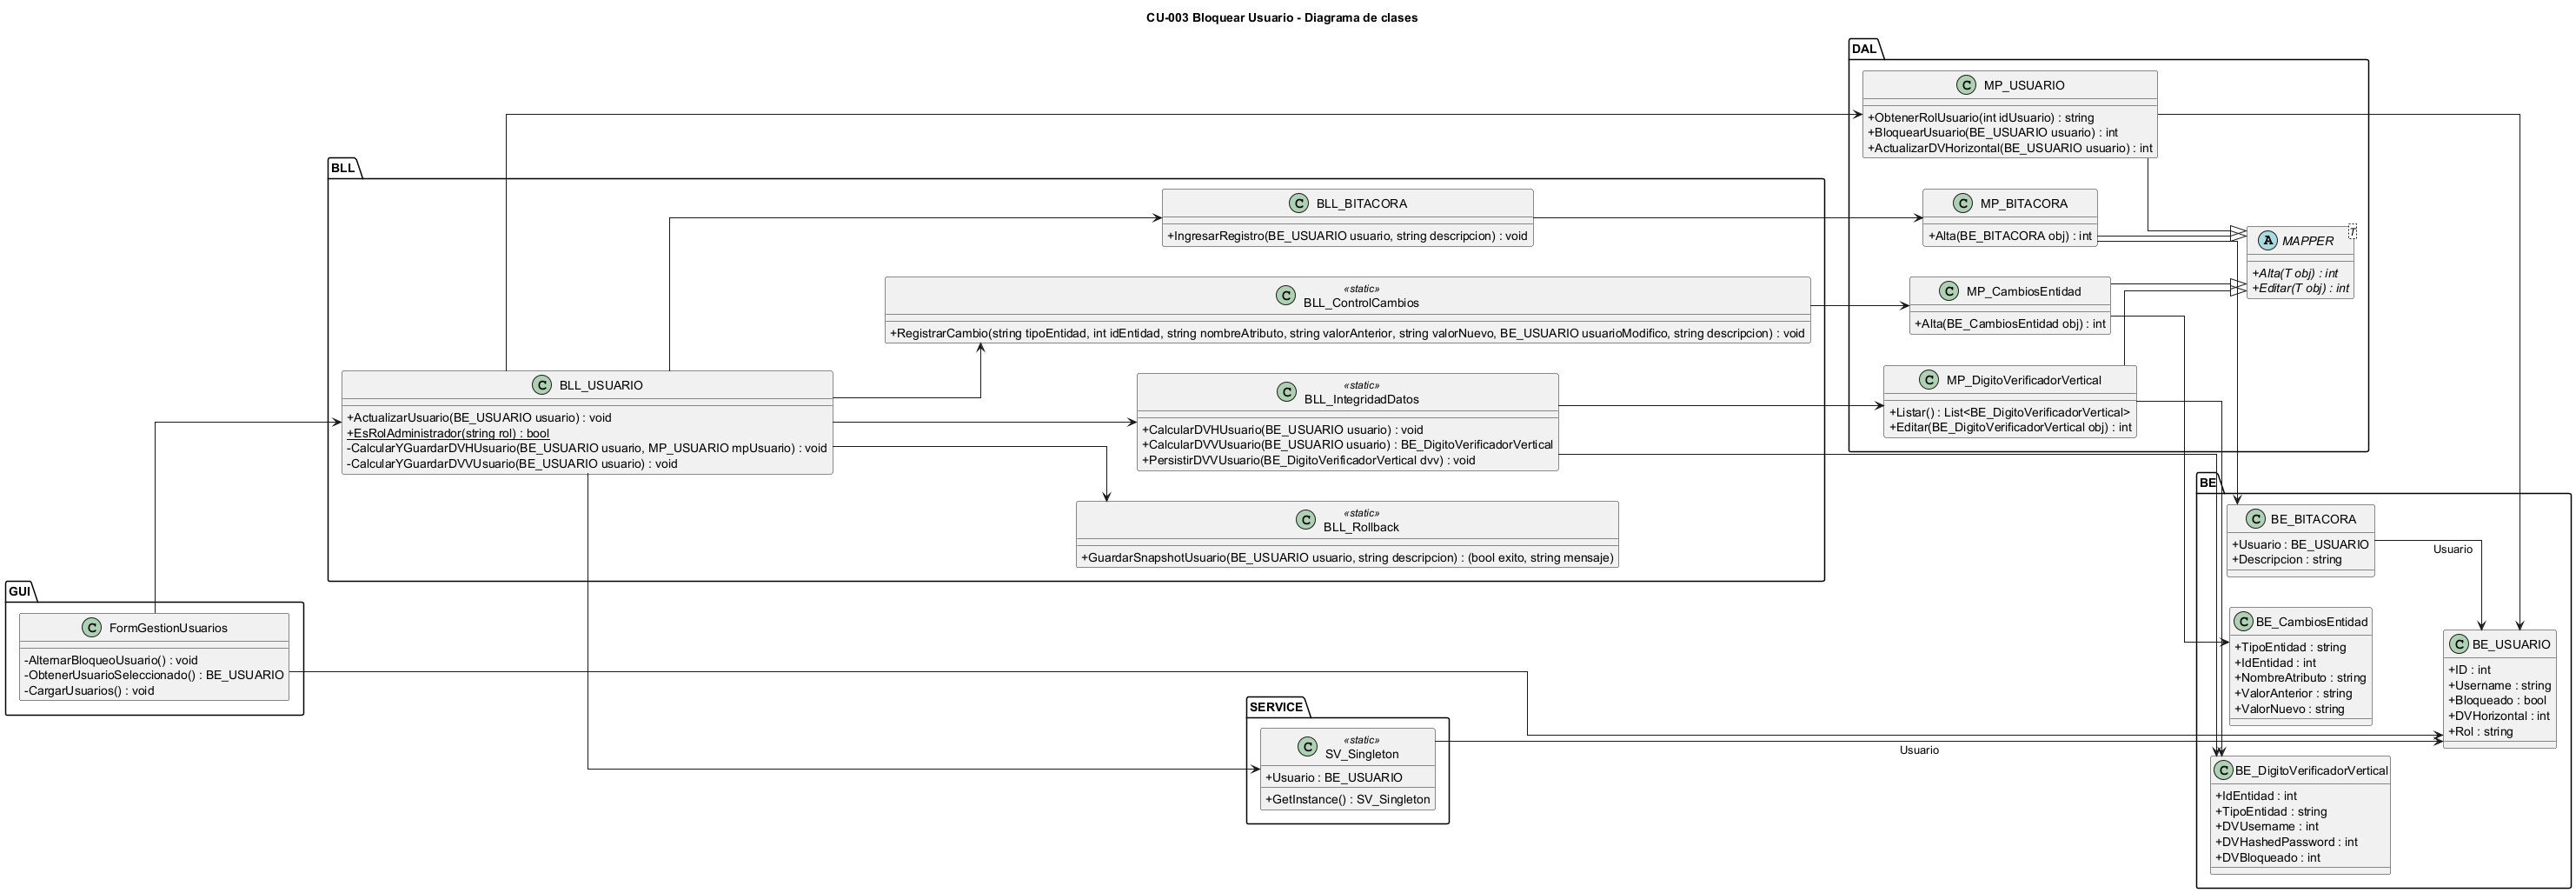 CU-003 Bloquear Usuario - Diagrama de clases
DAL
C MP_USUARIO
+ObtenerRolUsuario(int idUsuario) : string
+BloquearUsuario(BE_USUARIO usuario) : int
+ActualizarDVHorizontal(BE_USUARIO usuario) : int
C MP_BITACORA
+Alta(BE_BITACORA obj) : int
A MAPPER
T
+Alta(T obj) : int
+Editar(T obj) : int
C MP_CambiosEntidad
+Alta(BE_CambiosEntidad obj) : int
C MP_DigitoVerificadorVertical
+Listar() : List<BE_DigitoVerificadorVertical>
+Editar(BE_DigitoVerificadorVertical obj) : int
BLL
C BLL_BITACORA
+IngresarRegistro(BE_USUARIO usuario, string descripcion) : void
C «static»
BLL_ControlCambios
+RegistrarCambio(string tipoEntidad, int idEntidad, string nombreAtributo, string valorAnterior, string valorNuevo, BE_USUARIO usuarioModifico, string descripcion) : void
C BLL_USUARIO
+ActualizarUsuario(BE_USUARIO usuario) : void
+EsRolAdministrador(string rol) : bool
-CalcularYGuardarDVHUsuario(BE_USUARIO usuario, MP_USUARIO mpUsuario) : void
-CalcularYGuardarDVVUsuario(BE_USUARIO usuario) : void
C «static»
BLL_IntegridadDatos
+CalcularDVHUsuario(BE_USUARIO usuario) : void
+CalcularDVVUsuario(BE_USUARIO usuario) : BE_DigitoVerificadorVertical
+PersistirDVVUsuario(BE_DigitoVerificadorVertical dvv) : void
C «static»
BLL_Rollback
+GuardarSnapshotUsuario(BE_USUARIO usuario, string descripcion) : (bool exito, string mensaje)
GUI
C FormGestionUsuarios
-AlternarBloqueoUsuario() : void
-ObtenerUsuarioSeleccionado() : BE_USUARIO
-CargarUsuarios() : void
SERVICE
C «static»
SV_Singleton
+Usuario : BE_USUARIO
+GetInstance() : SV_Singleton
Usuario
BE
C BE_BITACORA
+Usuario : BE_USUARIO
+Descripcion : string
Usuario
C BE_CambiosEntidad
+TipoEntidad : string
+IdEntidad : int
+NombreAtributo : string
+ValorAnterior : string
+ValorNuevo : string
C BE_USUARIO
+ID : int
+Username : string
+Bloqueado : bool
+DVHorizontal : int
+Rol : string
C BE_DigitoVerificadorVertical
+IdEntidad : int
+TipoEntidad : string
+DVUsername : int
+DVHashedPassword : int
+DVBloqueado : int